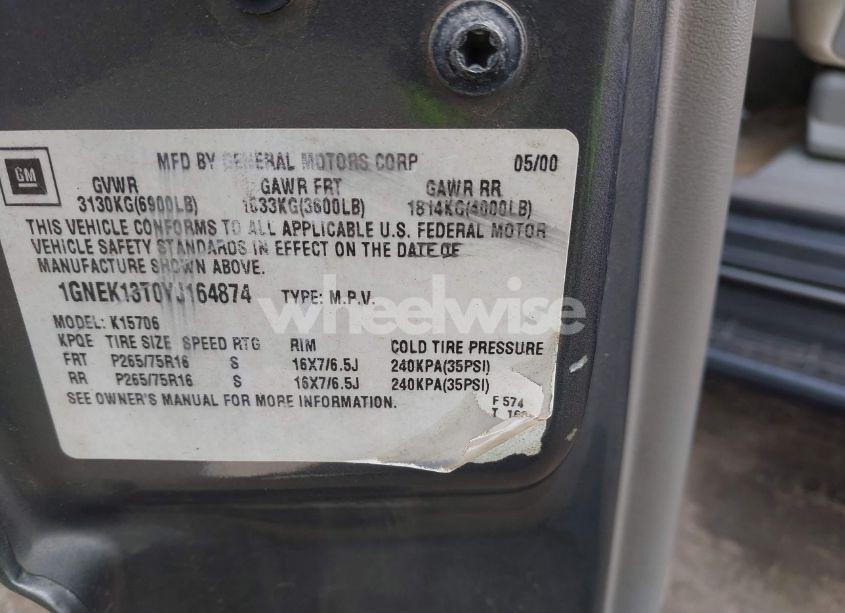 GM
MFD BY GENERAL MOTORS CORP 05/00
GVWR GAWR FRT GAWR RR
3130KG(6900LB) 1633KG(3600LB) 1814KG(4000LB)
THIS VEHICLE CONFORMS TO ALL APPLICABLE U.S. FEDERAL MOTOR
VEHICLE SAFETY STANDARDS IN EFFECT ON THE DATE OF
MANUFACTURE SHOWN ABOVE.
1GNEK13T0YJ164874 TYPE: M.P.V.
wheelwise
MODEL: K15706
KPQE TIRE SIZE SPEED RTG RIM COLD TIRE PRESSURE
FRT P265/75R16 S 16X7/6.5J 240KPA(35PSI)
RR P265/75R16 S 16X7/6.5J 240KPA(35PSI)
SEE OWNER'S MANUAL FOR MORE INFORMATION.
F 574
T